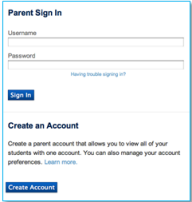 Parent Sign In
Username
Password
Having trouble signing in?
Sign In
Create an Account
Create a parent account that allows you to view all of your
students with one account. You can also manage your account
preferences. Learn more.
Create Account